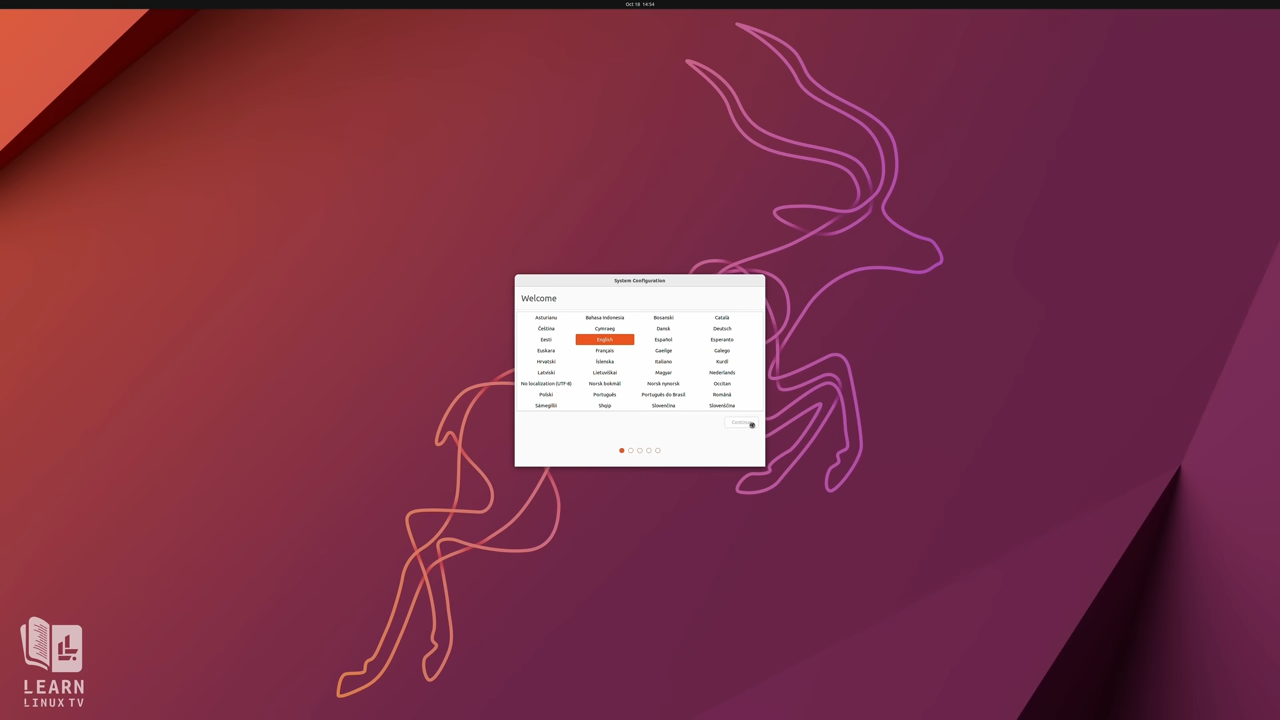 Oct 18 14:54
System Configuration
Welcome
Asturianu Bahasa Indonesia Bosanski Català
Čeština Cymraeg Dansk Deutsch
Eesti English Español Esperanto
Euskara Français Gaeilge Galego
Hrvatski Íslenska Italiano Kurdî
Latviski Lietuviškai Magyar Nederlands
No localization (UTF-8) Norsk bokmål Norsk nynorsk Occitan
Polski Português Português do Brasil Română
Sámegillii Shqip Slovenčina Slovenščina
LEARN
LINUX TV